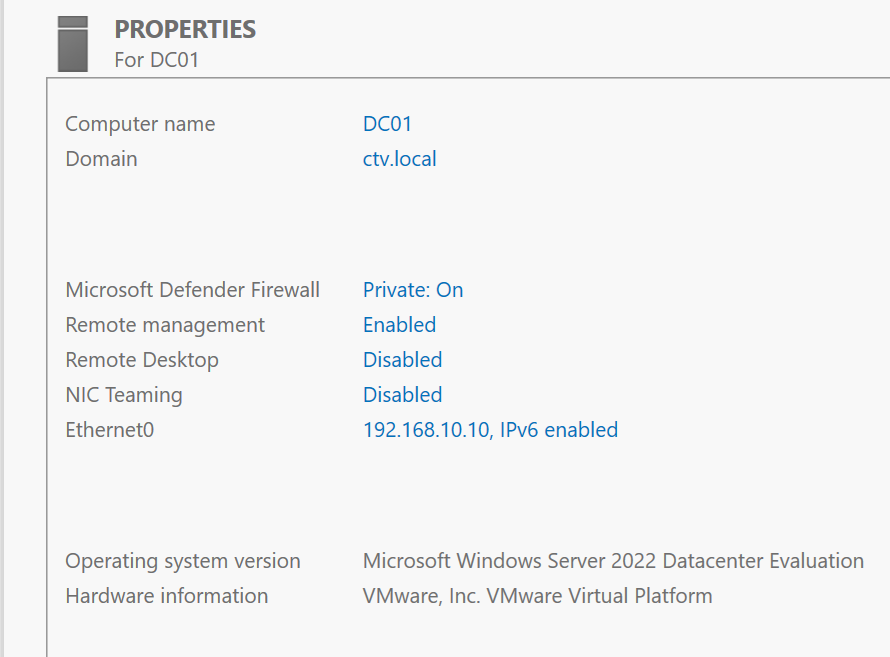 PROPERTIES
For DC01
Computer name DC01
Domain ctv.local
Microsoft Defender Firewall Private: On
Remote management Enabled
Remote Desktop Disabled
NIC Teaming Disabled
Ethernet0 192.168.10.10, IPv6 enabled
Operating system version Microsoft Windows Server 2022 Datacenter Evaluation
Hardware information VMware, Inc. VMware Virtual Platform